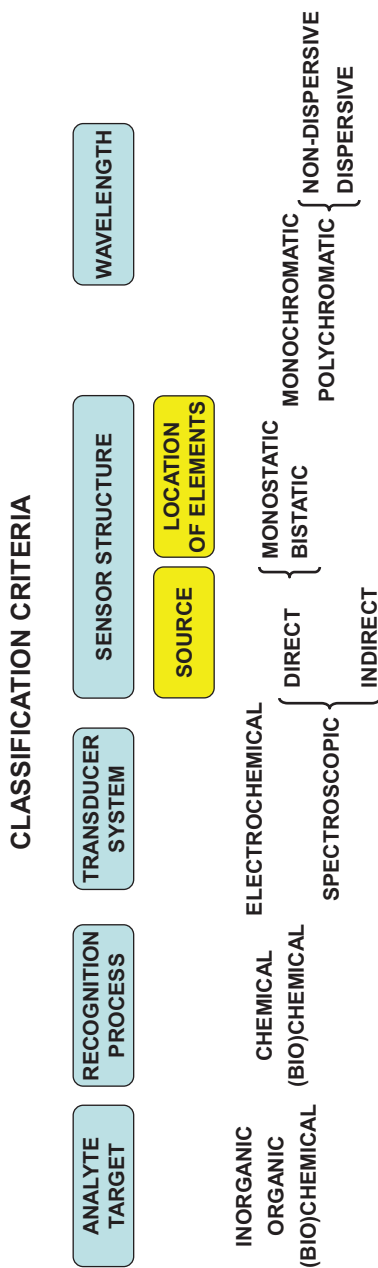 CLASSIFICATION CRITERIA
ANALYTE
TARGET
RECOGNITION
PROCESS
TRANSDUCER
SYSTEM
SENSOR STRUCTURE
WAVELENGTH
SOURCE
LOCATION
OF ELEMENTS
INORGANIC
ORGANIC
(BIO)CHEMICAL
CHEMICAL
(BIO)CHEMICAL
ELECTROCHEMICAL
SPECTROSCOPIC
DIRECT
INDIRECT
MONOSTATIC
BISTATIC
MONOCHROMATIC
POLYCHROMATIC
NON-DISPERSIVE
DISPERSIVE